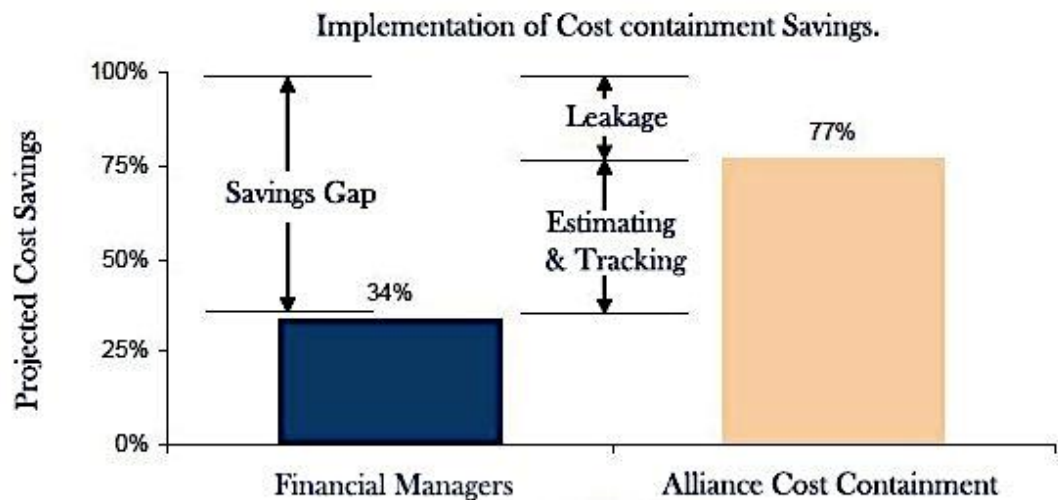 Implementation of Cost containment Savings.
Projected Cost Savings
100%
75%
50%
25%
0%
Savings Gap
34%
Leakage
Estimating
& Tracking
77%
Financial Managers
Alliance Cost Containment